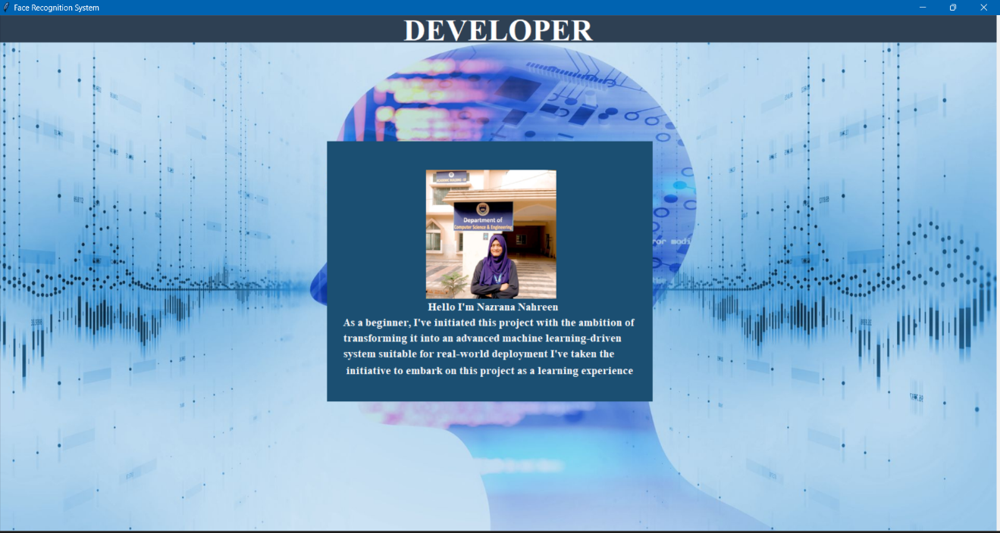 Face Recognition System
DEVELOPER
Department of
Computer Science & Engineering
ror modi
Hello I'm Nazrana Nahreen
As a beginner, I've initiated this project with the ambition of
transforming it into an advanced machine learning-driven
system suitable for real-world deployment I've taken the
initiative to embark on this project as a learning experience